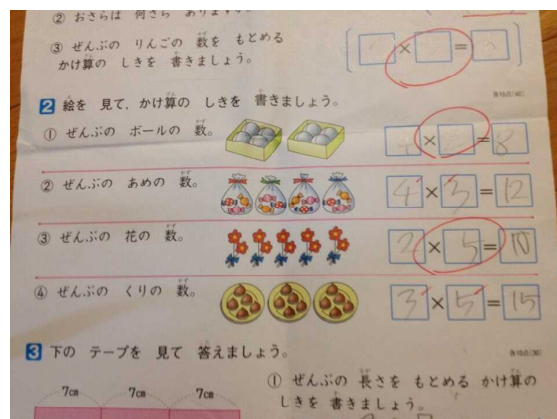 ② おさらは 何さら ありますか。
③ ぜんぶの りんごの 数を もとめる
かけ算の しきを 書きましょう。
× =
2 絵を 見て、かけ算の しきを 書きましょう。
① ぜんぶの ボールの 数。
× = 8
② ぜんぶの あめの 数。
4 × 3 = 12
③ ぜんぶの 花の 数。
2 × 5 = 10
④ ぜんぶの くりの 数。
3 × 5 = 15
3 下の テープを 見て 答えましょう。
7cm 7cm 7cm
① ぜんぶの 長さを もとめる かけ算の
しきを 書きましょう。